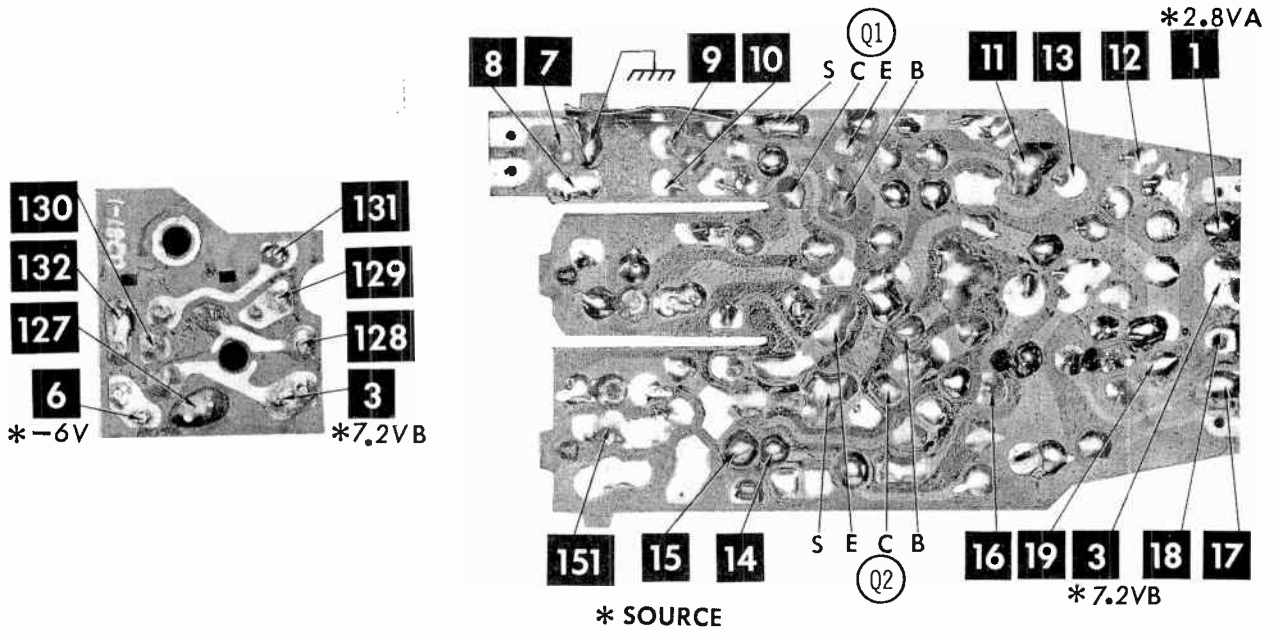 *2.8VA
Q1
8 7 9 10 S C E B 11 13 12 1
130 131
132 129
127 128
6 3
*-6V *7.2VB
S E C B
151 15 14 Q2 16 19 3 18 17
*7.2VB
* SOURCE